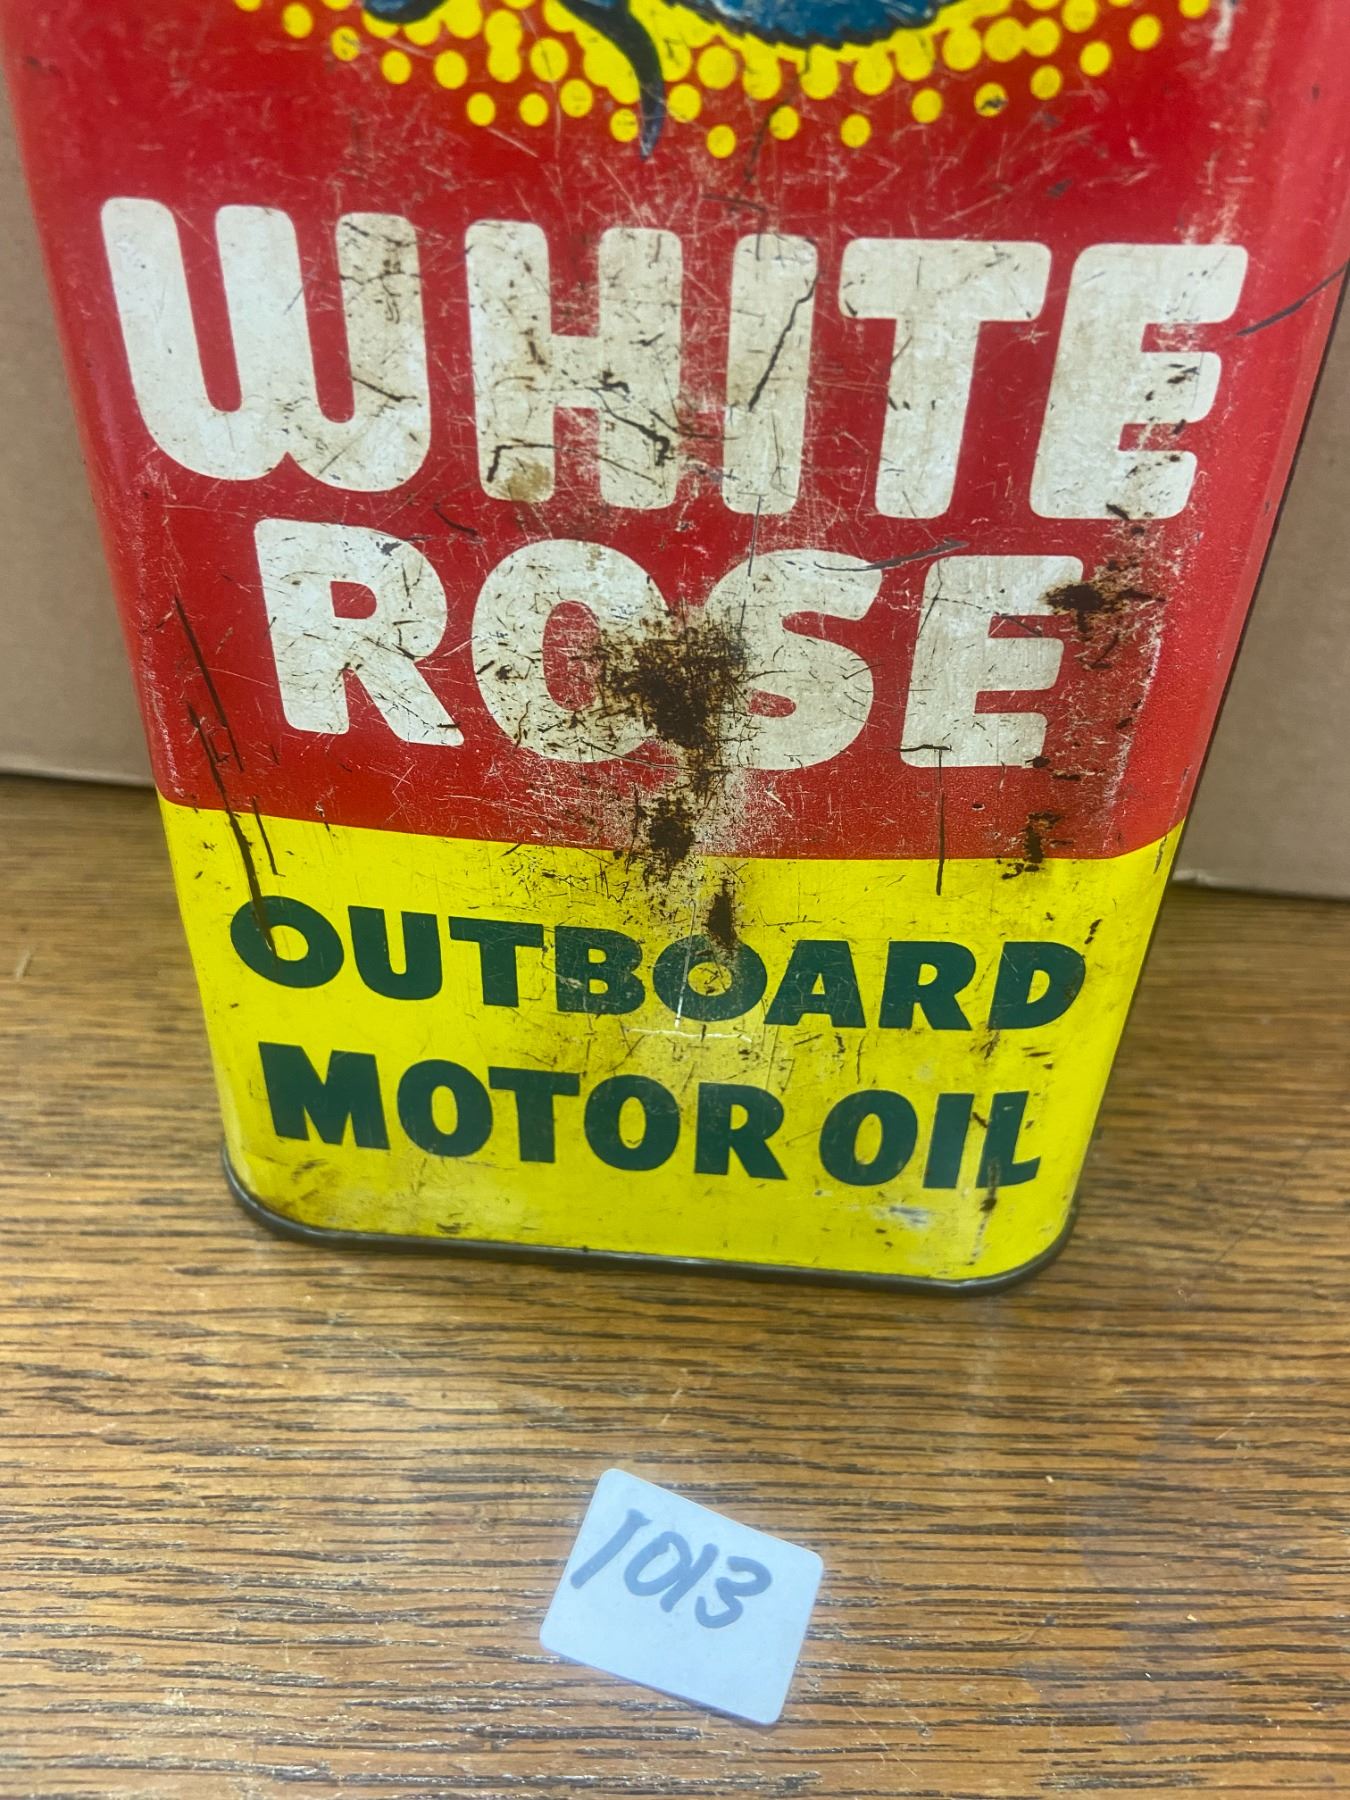 WHITE
ROSE
OUTBOARD
MOTOR OIL
1013